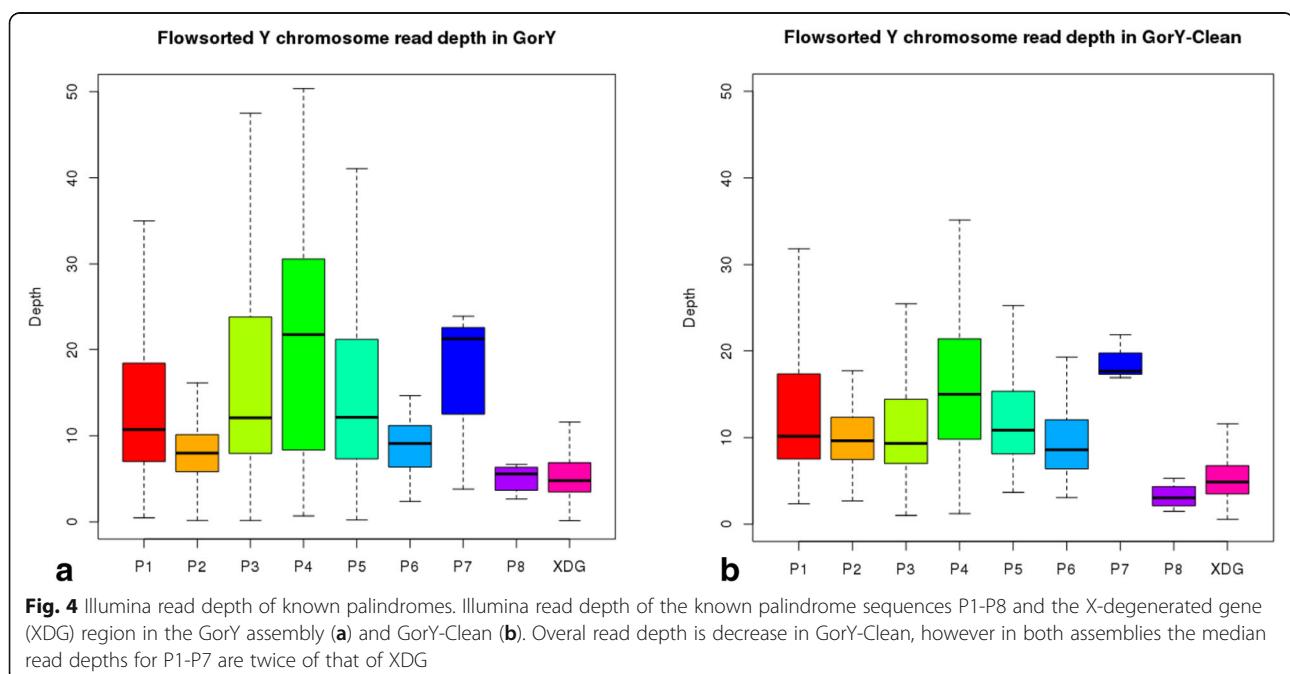 Flowsorted Y chromosome read depth in GorY
Depth
50
40
30
20
10
0
P1 P2 P3 P4 P5 P6 P7 P8 XDG
a
Flowsorted Y chromosome read depth in GorY-Clean
Depth
50
40
30
20
10
0
P1 P2 P3 P4 P5 P6 P7 P8 XDG
b
Fig. 4 Illumina read depth of known palindromes. Illumina read depth of the known palindrome sequences P1-P8 and the X-degenerated gene
(XDG) region in the GorY assembly (a) and GorY-Clean (b). Overal read depth is decrease in GorY-Clean, however in both assemblies the median
read depths for P1-P7 are twice of that of XDG